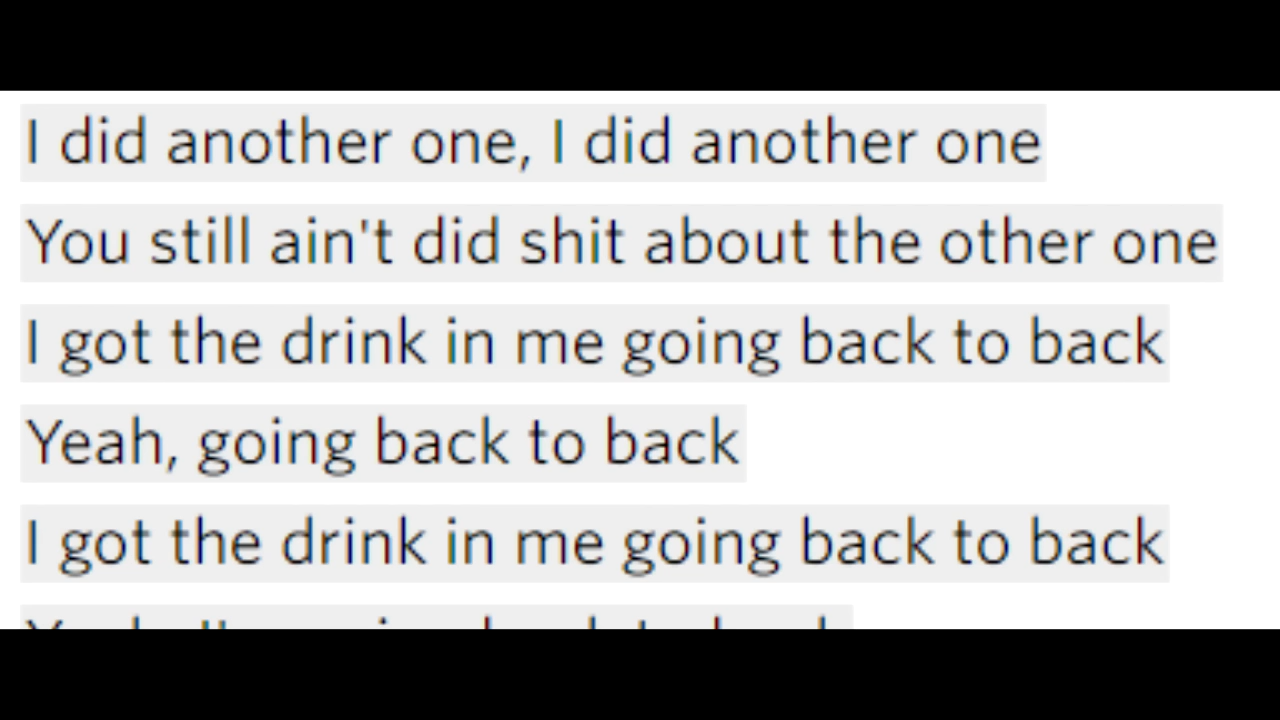 I did another one, I did another one
You still ain't did shit about the other one
I got the drink in me going back to back
Yeah, going back to back
I got the drink in me going back to back